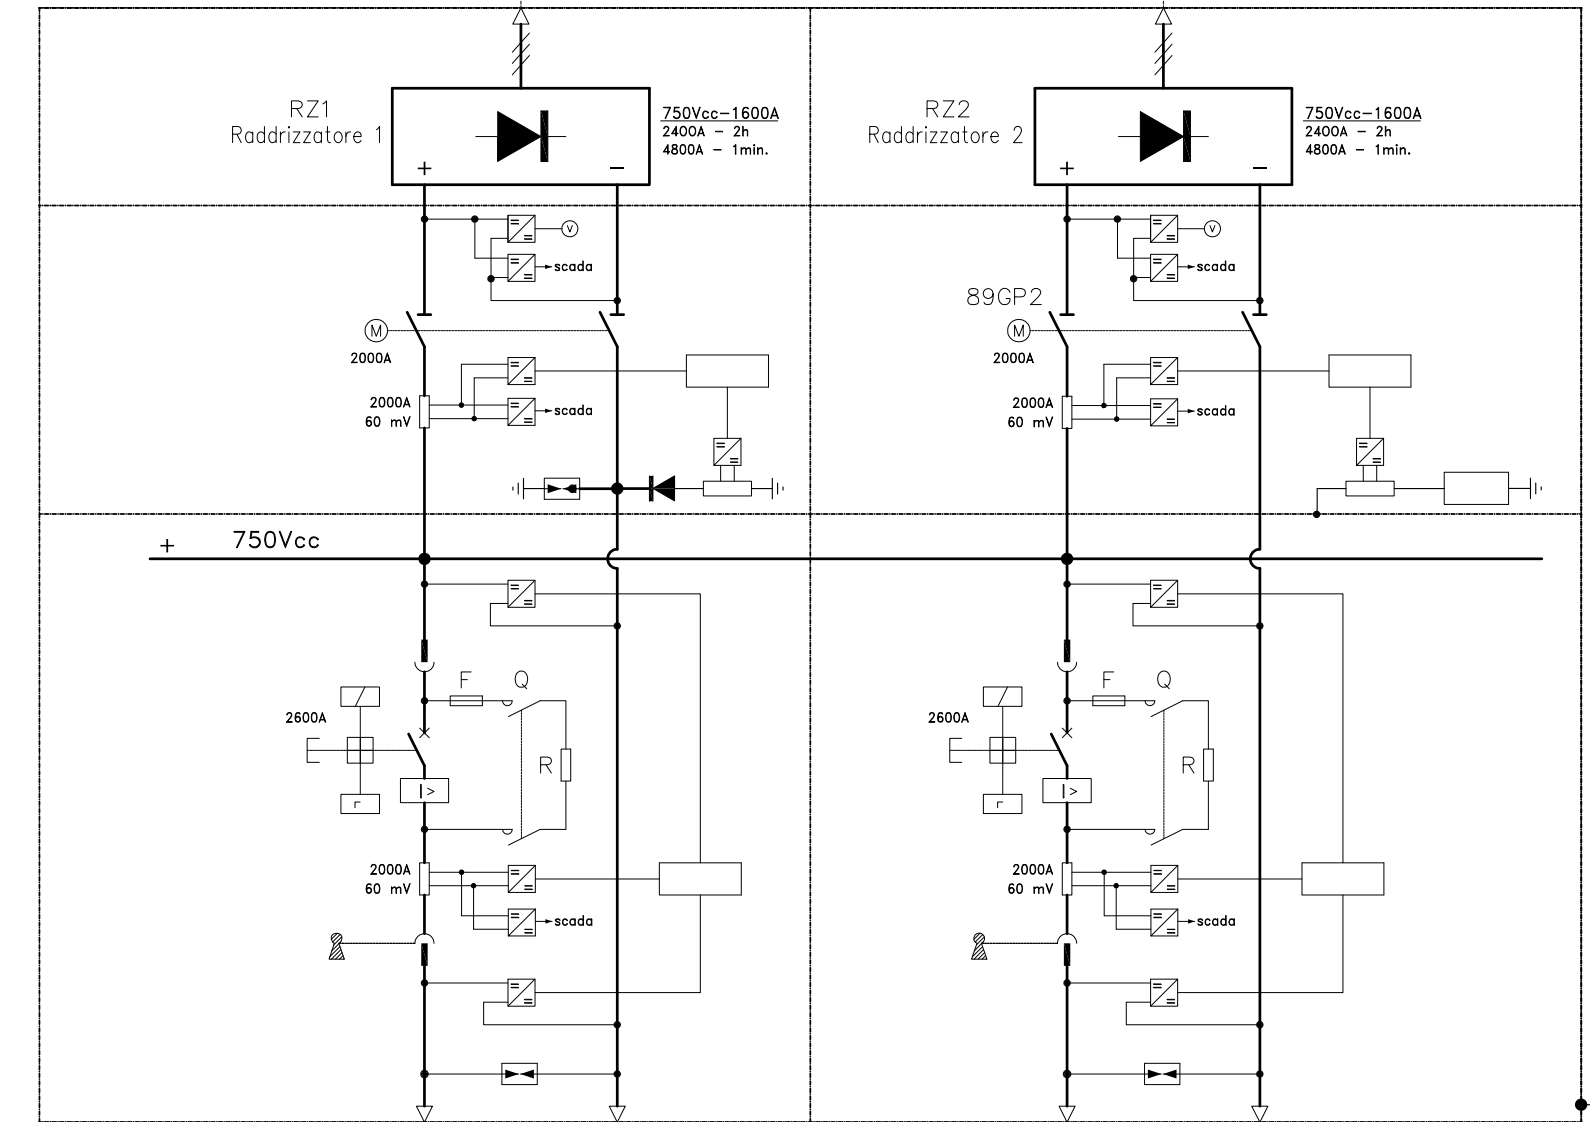 RZ1
Raddrizzatore 1
+
−
750Vcc-1600A
2400A - 2h
4800A - 1min.
RZ2
Raddrizzatore 2
+
−
750Vcc-1600A
2400A - 2h
4800A - 1min.
V
scada
V
scada
89GP2
M
2000A
M
2000A
2000A
60 mV
scada
2000A
60 mV
scada
+
750Vcc
F
Q
2600A
R
I>
F
Q
2600A
R
I>
2000A
60 mV
scada
2000A
60 mV
scada